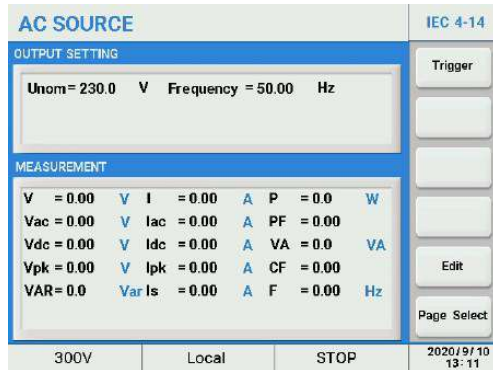 AC SOURCE IEC 4-14
OUTPUT SETTING
Trigger
Unom= 230.0 V Frequency = 50.00 Hz
MEASUREMENT
V = 0.00 V I = 0.00 A P = 0.0 W
Vac = 0.00 V Iac = 0.00 A PF = 0.00
Vdc = 0.00 V Idc = 0.00 A VA = 0.0 VA
Vpk = 0.00 V Ipk = 0.00 A CF = 0.00
Edit
VAR= 0.0 Var Is = 0.00 A F = 0.00 Hz
Page Select
300V Local STOP 2020/9/10
13:11